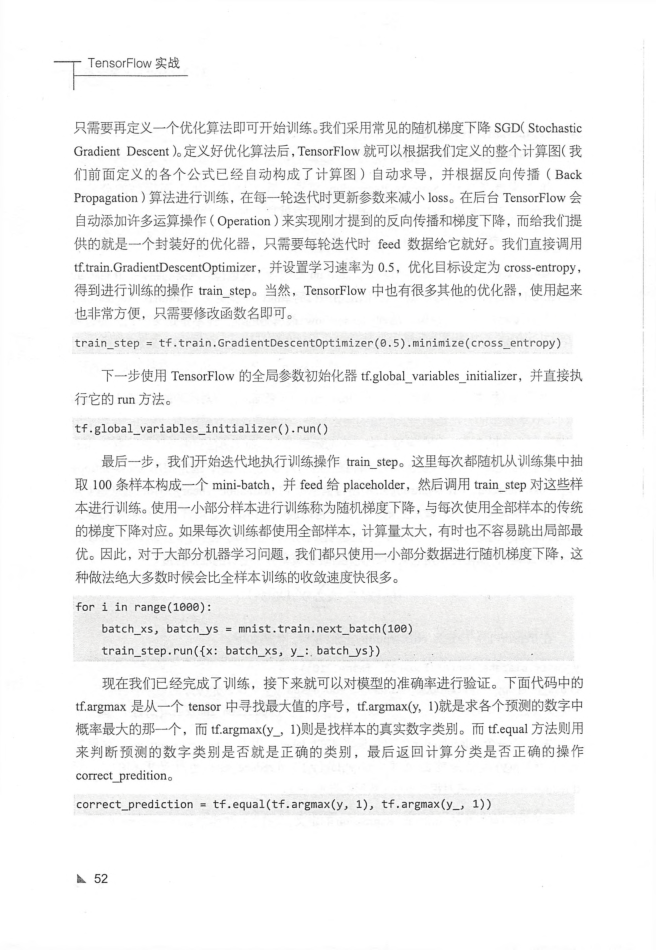 TensorFlow 实战
只需要再定义一个优化算法即可开始训练。我们采用常见的随机梯度下降 SGD( Stochastic
Gradient Descent )。定义好优化算法后，TensorFlow 就可以根据我们定义的整个计算图( 我
们前面定义的各个公式已经自动构成了计算图 ) 自动求导，并根据反向传播 ( Back
Propagation ) 算法进行训练，在每一轮迭代时更新参数来减小 loss。在后台 TensorFlow 会
自动添加许多运算操作 ( Operation ) 来实现刚才提到的反向传播和梯度下降，而给我们提
供的就是一个封装好的优化器，只需要每轮迭代时 feed 数据给它就好。我们直接调用
tf.train.GradientDescentOptimizer，并设置学习速率为 0.5，优化目标设定为 cross-entropy，
得到进行训练的操作 train_step。当然，TensorFlow 中也有很多其他的优化器，使用起来
也非常方便，只需要修改函数名即可。
train_step = tf.train.GradientDescentOptimizer(0.5).minimize(cross_entropy)
下一步使用 TensorFlow 的全局参数初始化器 tf.global_variables_initializer，并直接执
行它的 run 方法。
tf.global_variables_initializer().run()
最后一步，我们开始迭代地执行训练操作 train_step。这里每次都随机从训练集中抽
取 100 条样本构成一个 mini-batch，并 feed 给 placeholder，然后调用 train_step 对这些样
本进行训练。使用一小部分样本进行训练称为随机梯度下降，与每次使用全部样本的传统
的梯度下降对应。如果每次训练都使用全部样本，计算量太大，有时也不容易跳出局部最
优。因此，对于大部分机器学习问题，我们都只使用一小部分数据进行随机梯度下降，这
种做法绝大多数时候会比全样本训练的收敛速度快很多。
for i in range(1000):
batch_xs, batch_ys = mnist.train.next_batch(100)
train_step.run({x: batch_xs, y_: batch_ys})
现在我们已经完成了训练，接下来就可以对模型的准确率进行验证。下面代码中的
tf.argmax 是从一个 tensor 中寻找最大值的序号，tf.argmax(y, 1)就是求各个预测的数字中
概率最大的那一个，而 tf.argmax(y_, 1)则是找样本的真实数字类别。而 tf.equal 方法则用
来判断预测的数字类别是否就是正确的类别，最后返回计算分类是否正确的操作
correct_predition。
correct_prediction = tf.equal(tf.argmax(y, 1), tf.argmax(y_, 1))
52